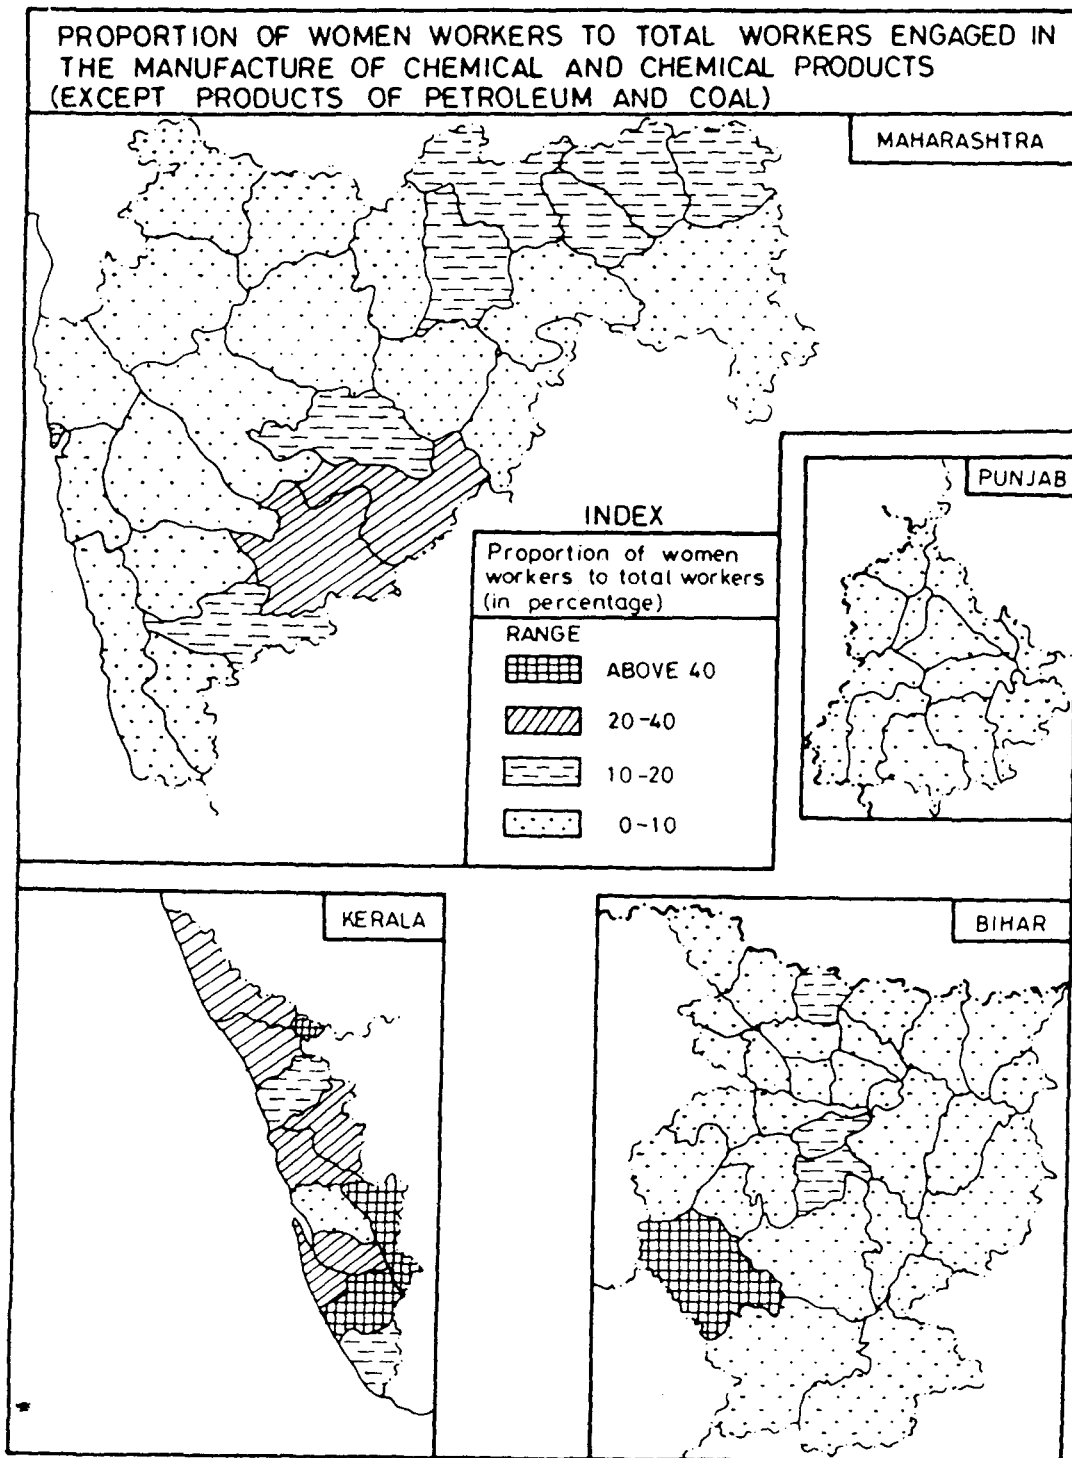 PROPORTION OF WOMEN WORKERS TO TOTAL WORKERS ENGAGED IN
THE MANUFACTURE OF CHEMICAL AND CHEMICAL PRODUCTS
(EXCEPT PRODUCTS OF PETROLEUM AND COAL)
MAHARASHTRA
PUNJAB
INDEX
Proportion of women
workers to total workers
(in percentage)
RANGE
ABOVE 40
20-40
10-20
0-10
KERALA
BIHAR